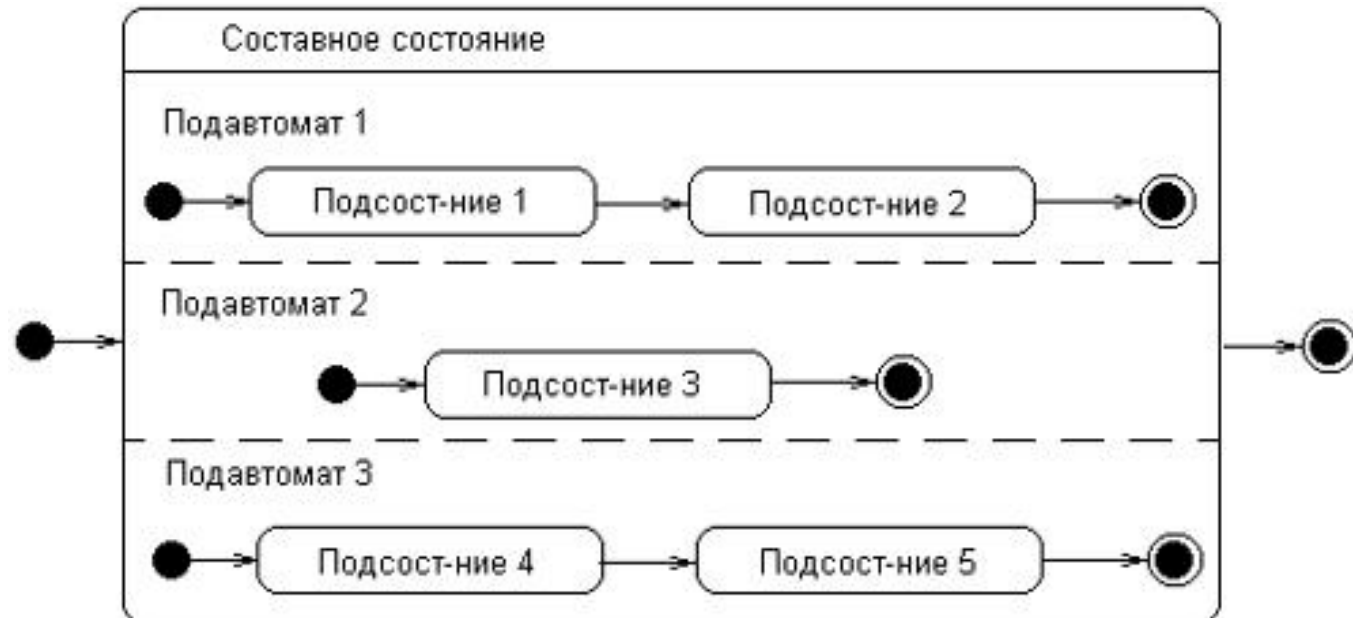 Составное состояние
Подавтомат 1
Подсост-ние 1
Подсост-ние 2
Подавтомат 2
Подсост-ние 3
Подавтомат 3
Подсост-ние 4
Подсост-ние 5